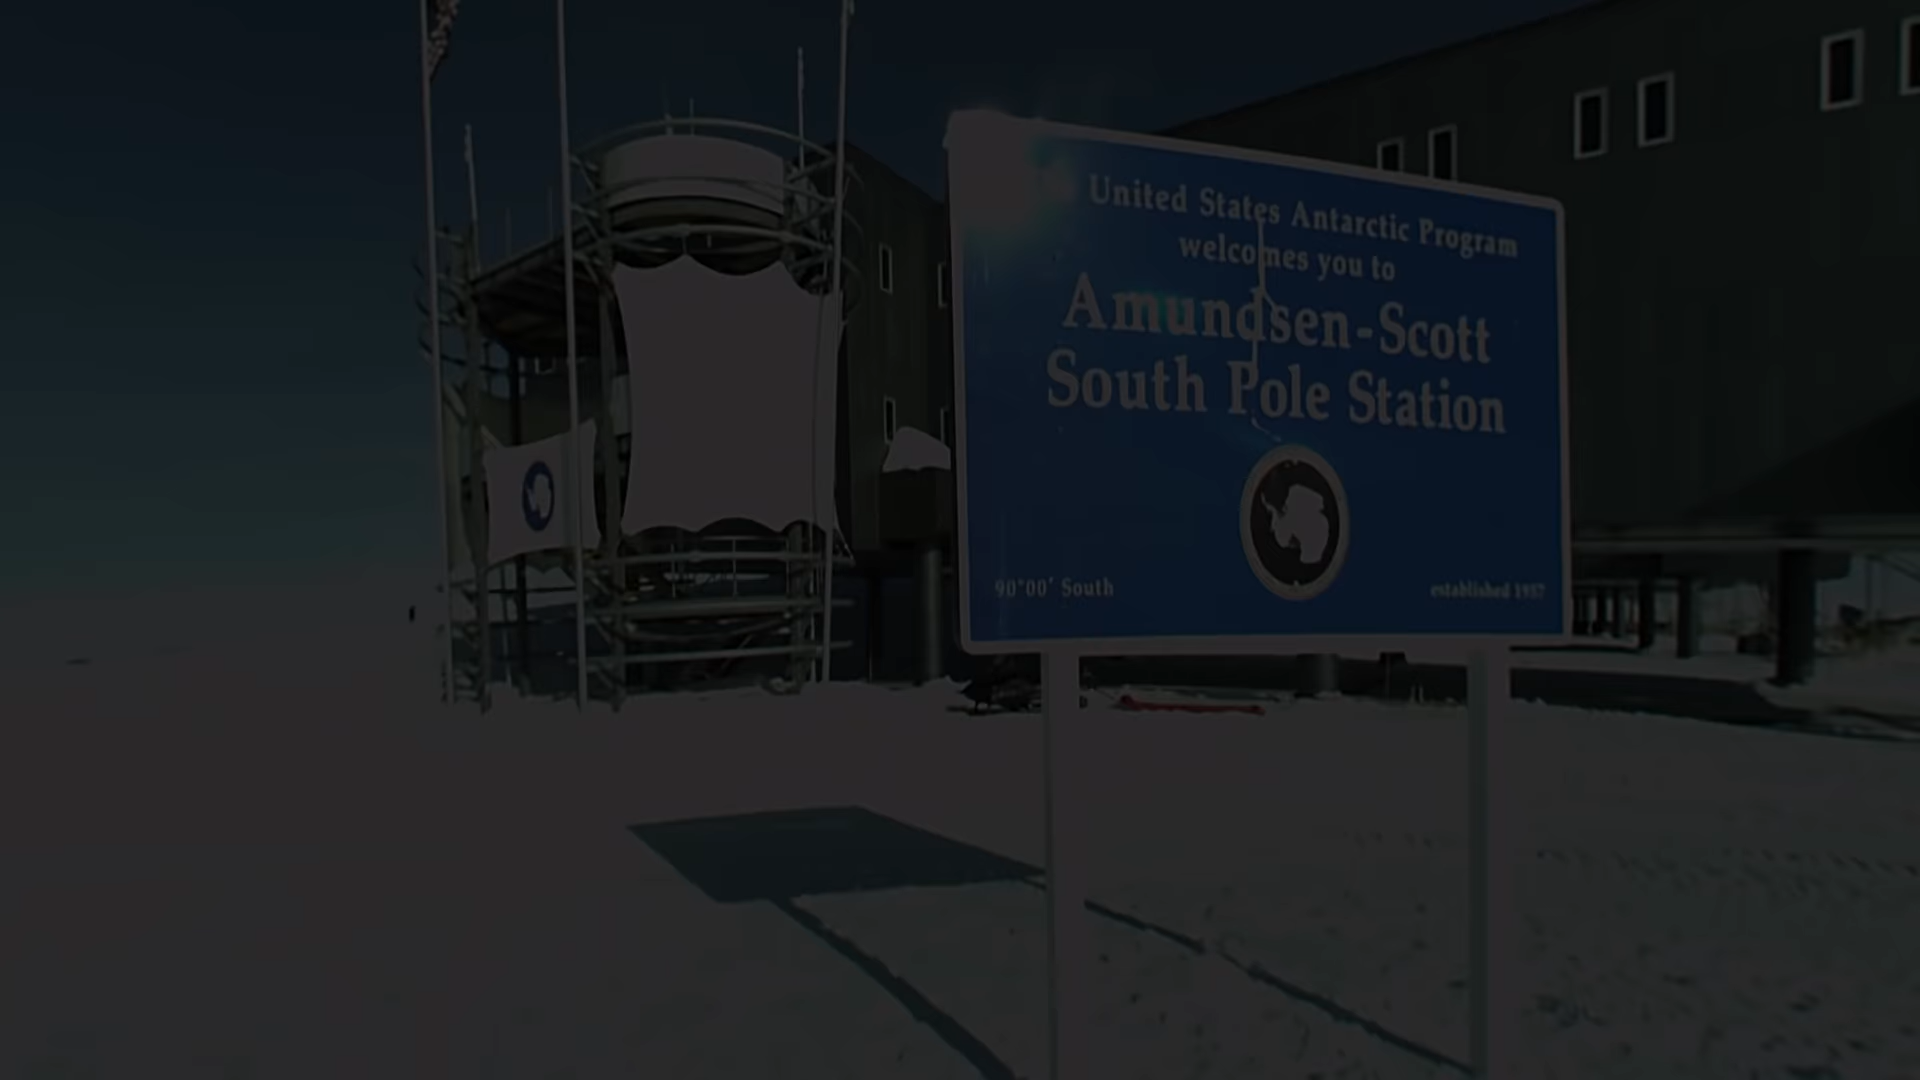 United States Antarctic Program
welcomes you to
Amundsen-Scott
South Pole Station
90°00' South
established 1957